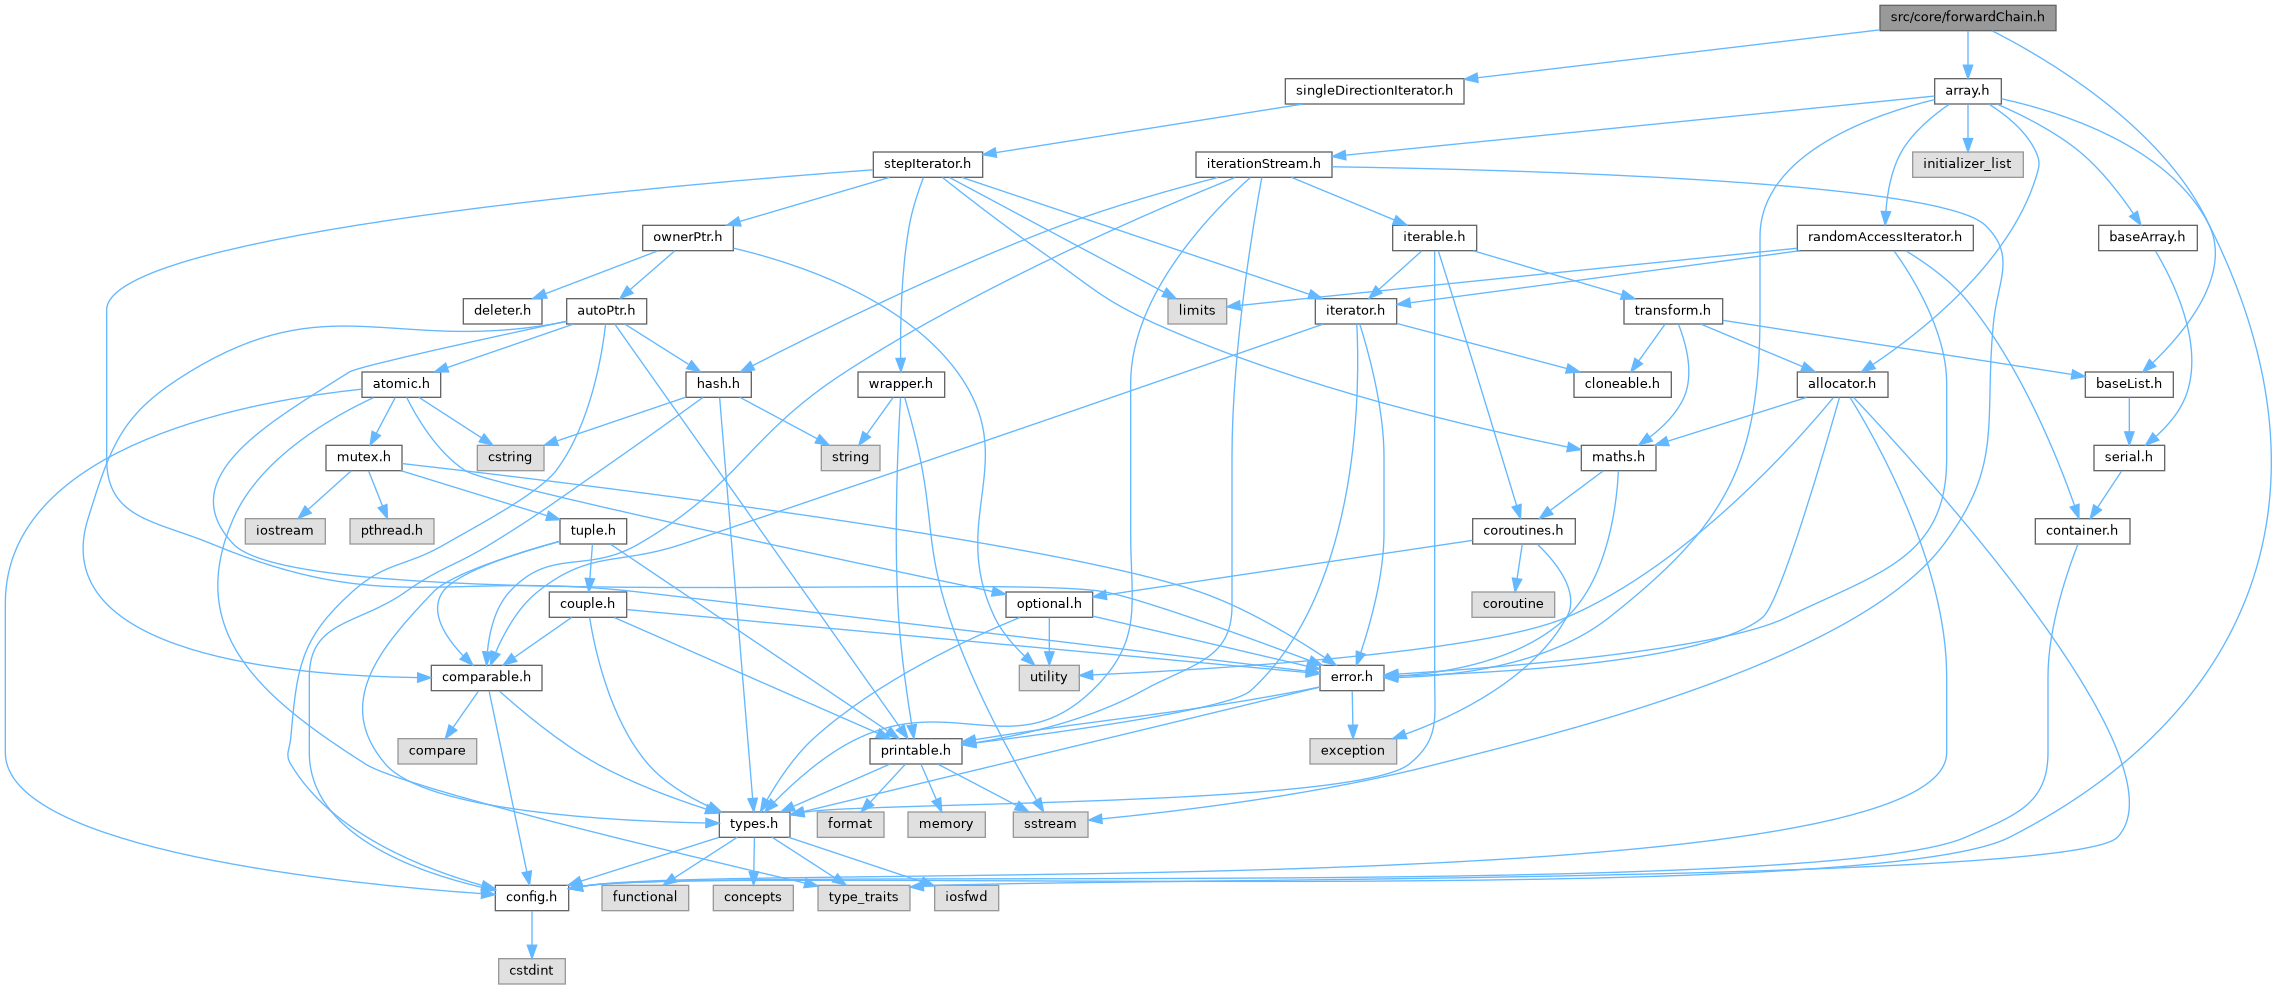 src/core/forwardChain.h
singleDirectionIterator.h
array.h
stepIterator.h
iterationStream.h
initializer_list
ownerPtr.h
iterable.h
randomAccessIterator.h
baseArray.h
deleter.h
autoPtr.h
limits
iterator.h
transform.h
atomic.h
hash.h
wrapper.h
cloneable.h
allocator.h
baseList.h
mutex.h
cstring
string
maths.h
serial.h
iostream
pthread.h
tuple.h
coroutines.h
container.h
couple.h
optional.h
coroutine
comparable.h
utility
error.h
compare
printable.h
exception
types.h
format
memory
sstream
config.h
functional
concepts
type_traits
iosfwd
cstdint